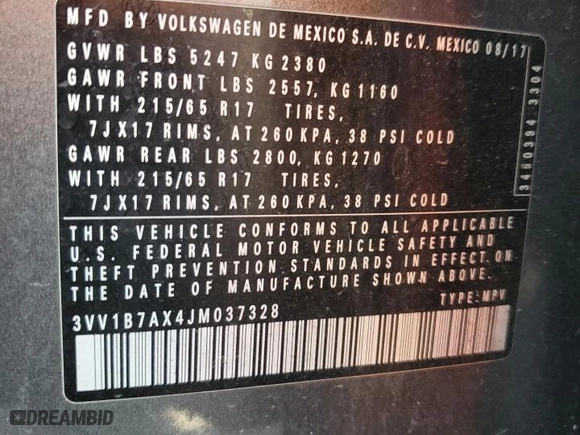 MFD BY VOLKSWAGEN DE MEXICO S.A. DE C.V. MEXICO 08/17
GVWR LBS 5247 KG 2380
GAWR FRONT LBS 2557, KG 1160
WITH 215/65 R17 TIRES,
7JX17 RIMS, AT 260 KPA, 38 PSI COLD
GAWR REAR LBS 2800, KG 1270
WITH 215/65 R17 TIRES,
7JX17 RIMS, AT 260 KPA, 38 PSI COLD
3460394 3304
THIS VEHICLE CONFORMS TO ALL APPLICABLE
U.S. FEDERAL MOTOR VEHICLE SAFETY AND
THEFT PREVENTION STANDARDS IN EFFECT ON
THE DATE OF MANUFACTURE SHOWN ABOVE.
3VV1B7AX4JM037328 TYPE: MPV
DREAMBID